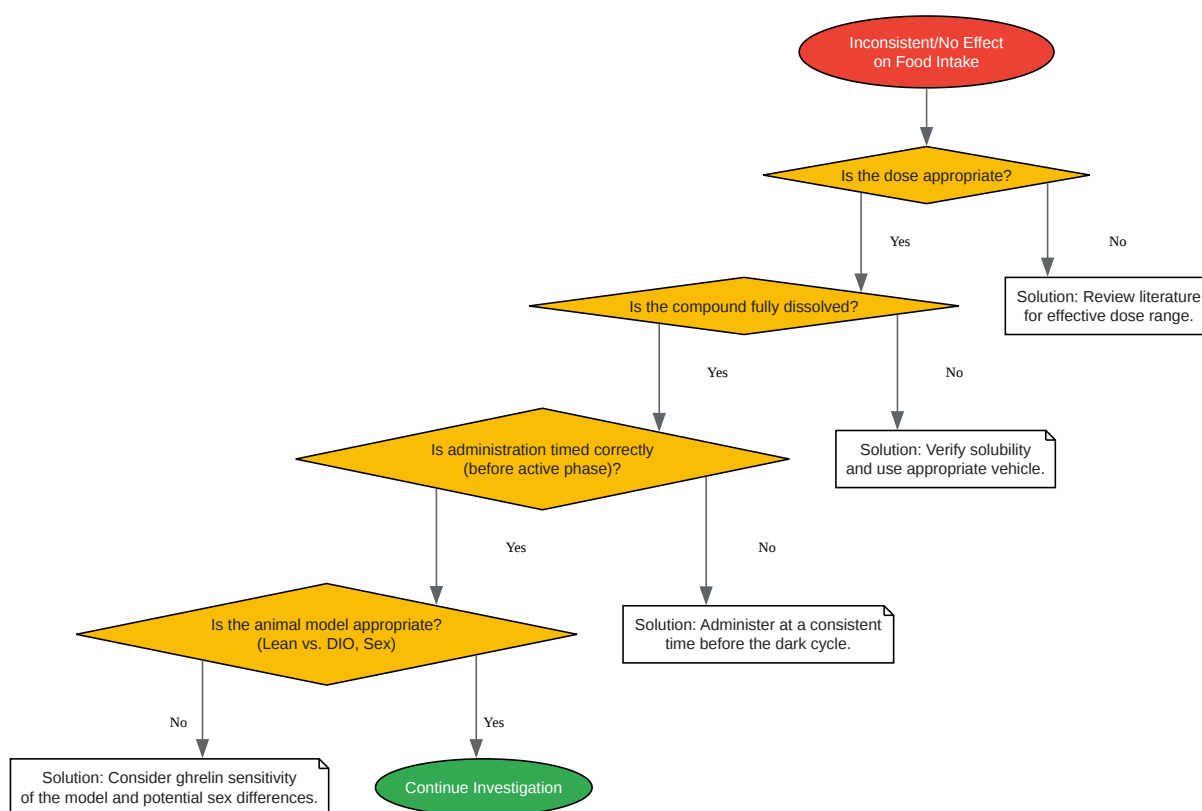 Inconsistent/No Effect
on Food Intake
Is the dose appropriate?
Yes
No
Is the compound fully dissolved?
Solution: Review literature
for effective dose range.
Yes
No
Is administration timed correctly
(before active phase)?
Solution: Verify solubility
and use appropriate vehicle.
Yes
No
Is the animal model appropriate?
(Lean vs. DIO, Sex)
Solution: Administer at a consistent
time before the dark cycle.
No
Yes
Solution: Consider ghrelin sensitivity
of the model and potential sex differences.
Continue Investigation